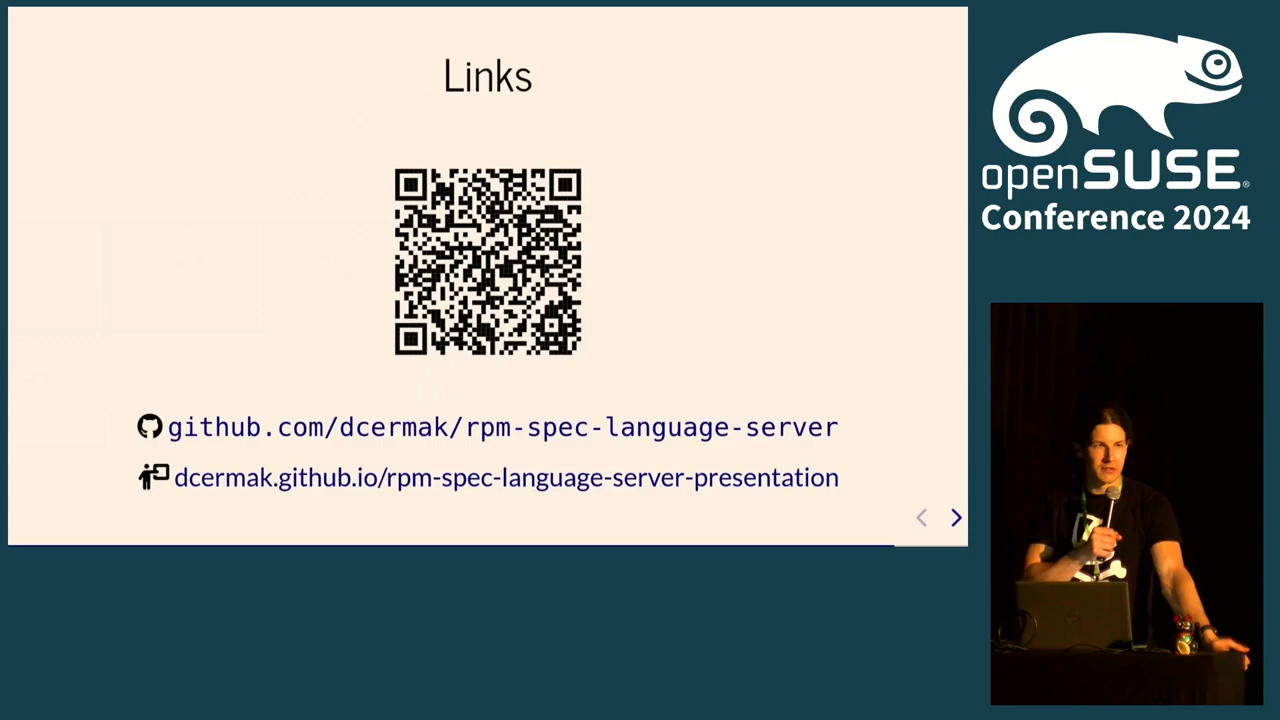 Links
github.com/dcermak/rpm-spec-language-server
dcermak.github.io/rpm-spec-language-server-presentation
openSUSE®
Conference 2024